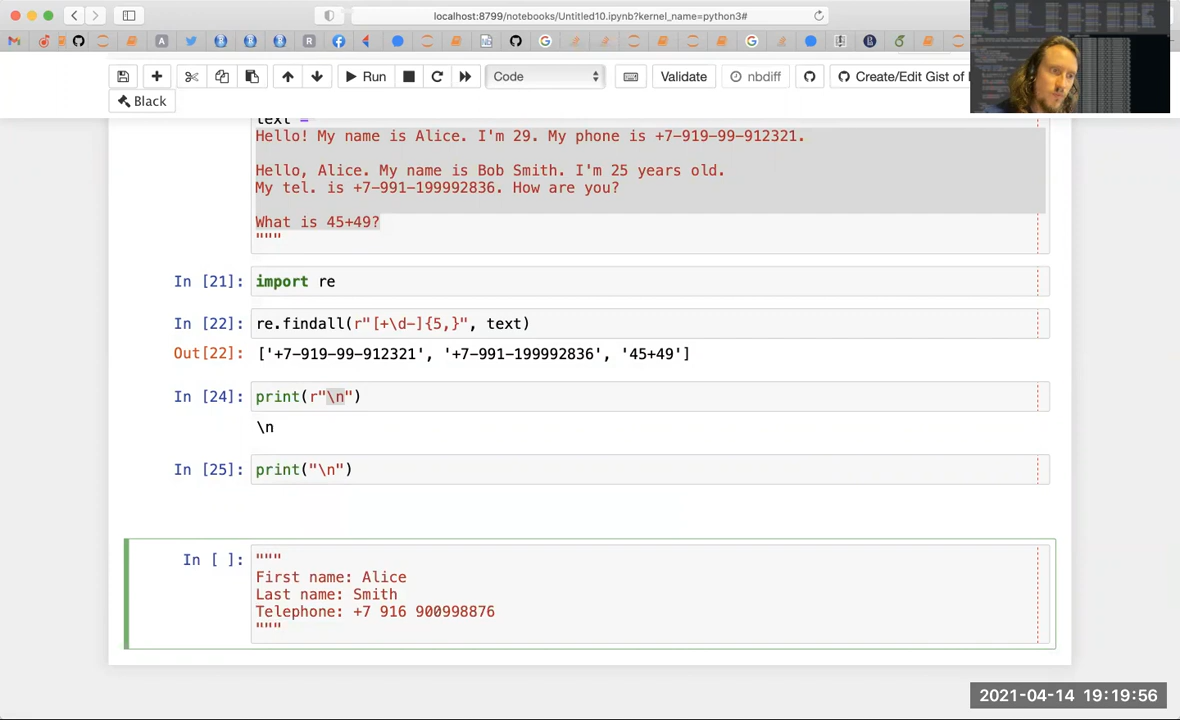 localhost:8799/notebooks/Untitled10.ipynb?kernel_name=python3#
Run
Code
Validate
nbdiff
Create/Edit Gist of
Black
text = "
Hello! My name is Alice. I'm 29. My phone is +7-919-99-912321.
Hello, Alice. My name is Bob Smith. I'm 25 years old.
My tel. is +7-991-199992836. How are you?
What is 45+49?
"""
In [21]: import re
In [22]: re.findall(r"[+\d-]{5,}", text)
Out[22]: ['+7-919-99-912321', '+7-991-199992836', '45+49']
In [24]: print(r"\n")
\n
In [25]: print("\n")
In [ ]: """
First name: Alice
Last name: Smith
Telephone: +7 916 900998876
"""
2021-04-14 19:19:56